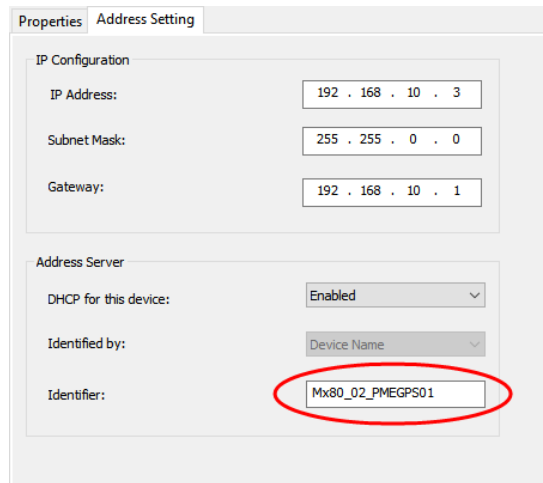 Properties Address Setting
IP Configuration
IP Address: 192 . 168 . 10 . 3
Subnet Mask: 255 . 255 . 0 . 0
Gateway: 192 . 168 . 10 . 1
Address Server
DHCP for this device: Enabled
Identified by: Device Name
Identifier: Mx80_02_PMEGPS01